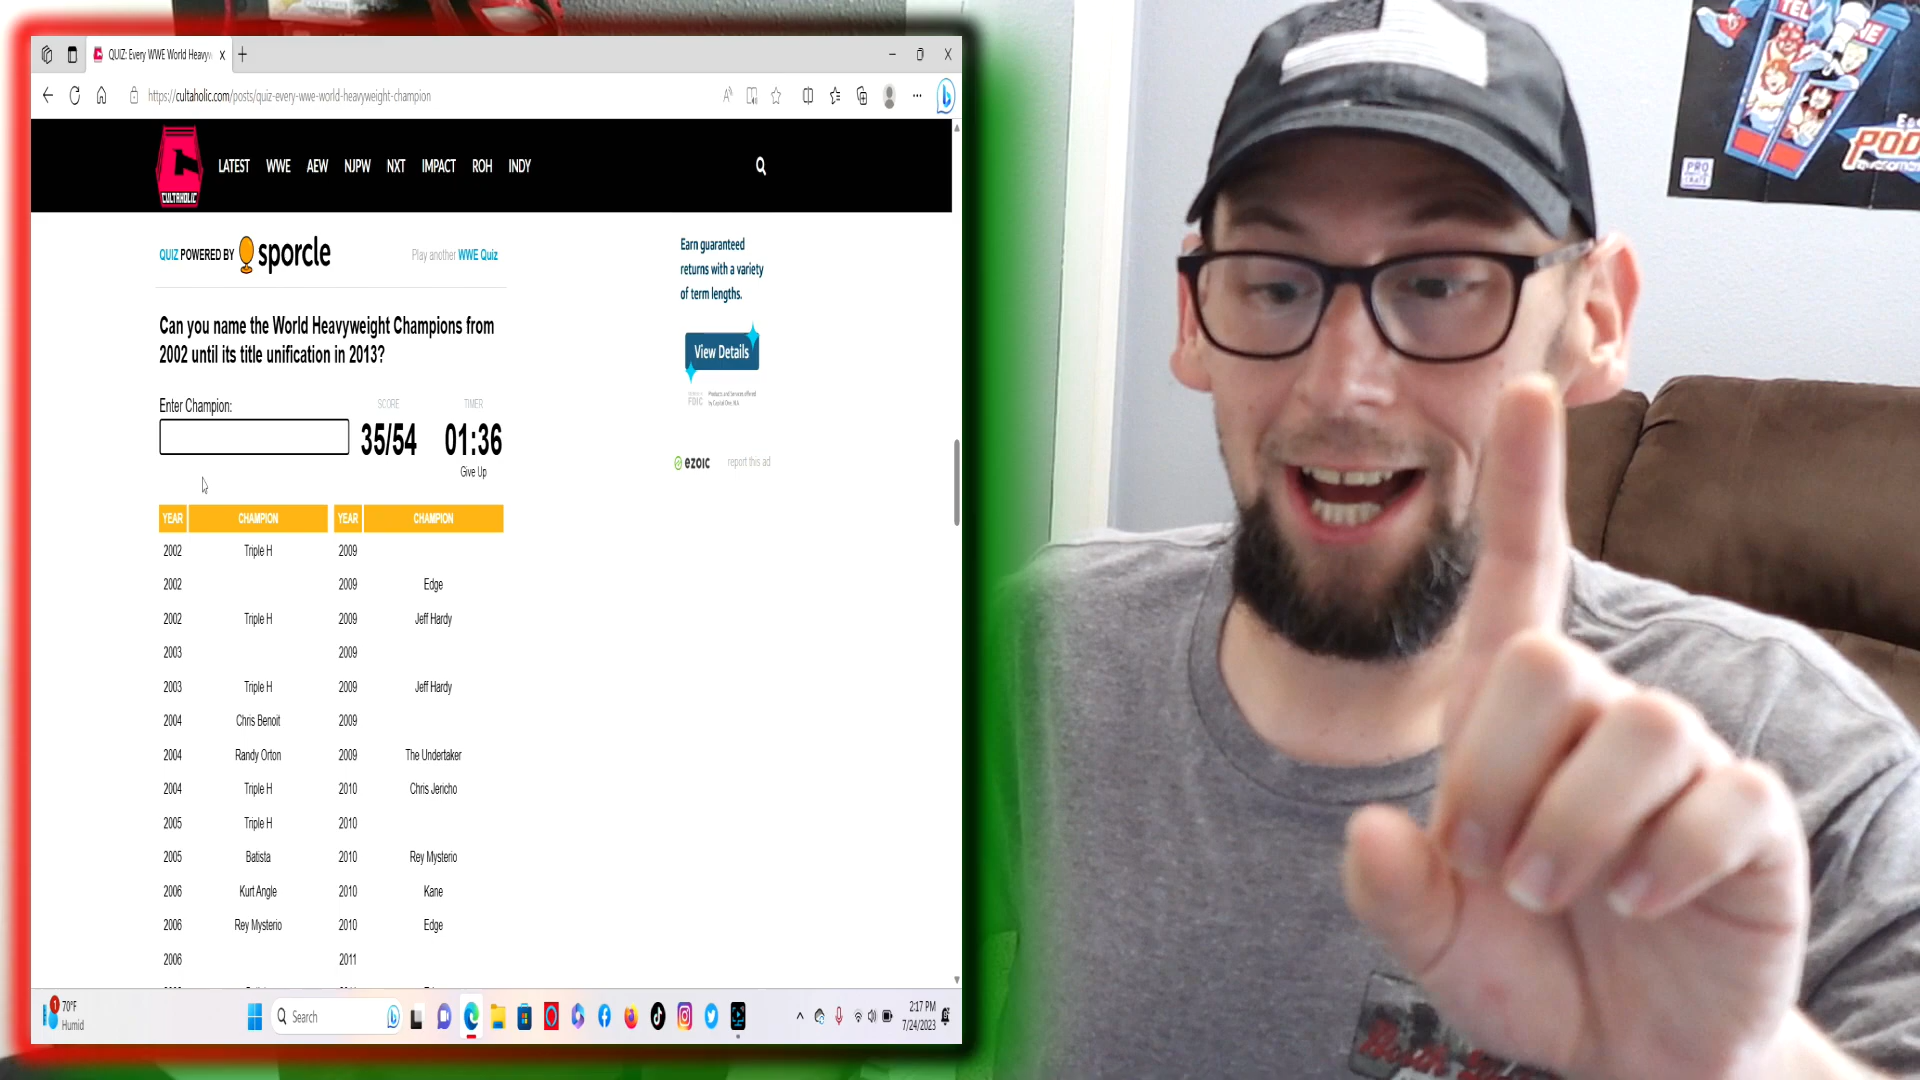 QUIZ: Every WWE World Heavyw
https://cultaholic.com/posts/quiz-every-wwe-world-heavyweight-champion
CULTAHOLIC
LATEST WWE AEW NJPW NXT IMPACT ROH INDY
QUIZ POWERED BY sporcle
Play another WWE Quiz
Can you name the World Heavyweight Champions from
2002 until its title unification in 2013?
Enter Champion:
SCORE
35/54
TIMER
01:36
Give Up
YEAR CHAMPION YEAR CHAMPION
2002 Triple H 2009
2002 2009 Edge
2002 Triple H 2009 Jeff Hardy
2003 2009
2003 Triple H 2009 Jeff Hardy
2004 Chris Benoit 2009
2004 Randy Orton 2009 The Undertaker
2004 Triple H 2010 Chris Jericho
2005 Triple H 2010
2005 Batista 2010 Rey Mysterio
2006 Kurt Angle 2010 Kane
2006 Rey Mysterio 2010 Edge
2006 2011
Earn guaranteed
returns with a variety
of term lengths.
View Details
FDIC
ezoic report this ad
1
70°F
Humid
Search
2:17 PM
7/24/2023
TEL
PRO
CRATE